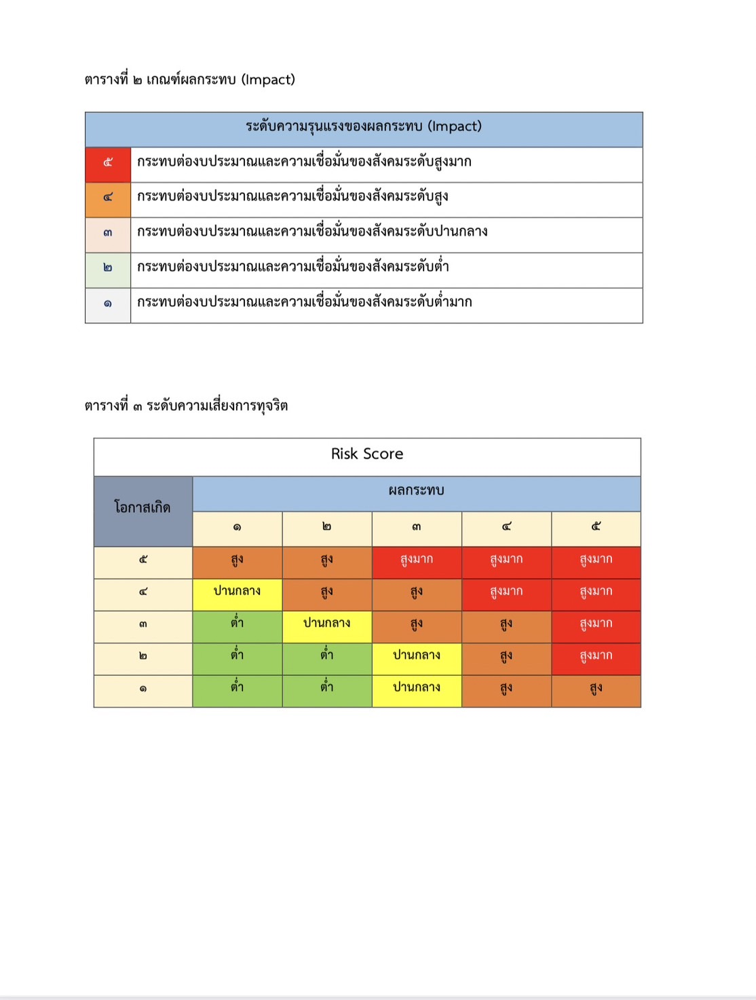 ตารางที่ ๒ เกณฑ์ผลกระทบ (Impact)
ระดับความรุนแรงของผลกระทบ (Impact)
๕ กระทบต่องบประมาณและความเชื่อมั่นของสังคมระดับสูงมาก
๔ กระทบต่องบประมาณและความเชื่อมั่นของสังคมระดับสูง
๓ กระทบต่องบประมาณและความเชื่อมั่นของสังคมระดับปานกลาง
๒ กระทบต่องบประมาณและความเชื่อมั่นของสังคมระดับต่ำ
๑ กระทบต่องบประมาณและความเชื่อมั่นของสังคมระดับต่ำมาก
ตารางที่ ๓ ระดับความเสี่ยงการทุจริต
Risk Score
โอกาสเกิด ผลกระทบ
๑ ๒ ๓ ๔ ๕
๕ สูง สูง สูงมาก สูงมาก สูงมาก
๔ ปานกลาง สูง สูง สูงมาก สูงมาก
๓ ต่ำ ปานกลาง สูง สูง สูงมาก
๒ ต่ำ ต่ำ ปานกลาง สูง สูงมาก
๑ ต่ำ ต่ำ ปานกลาง สูง สูง